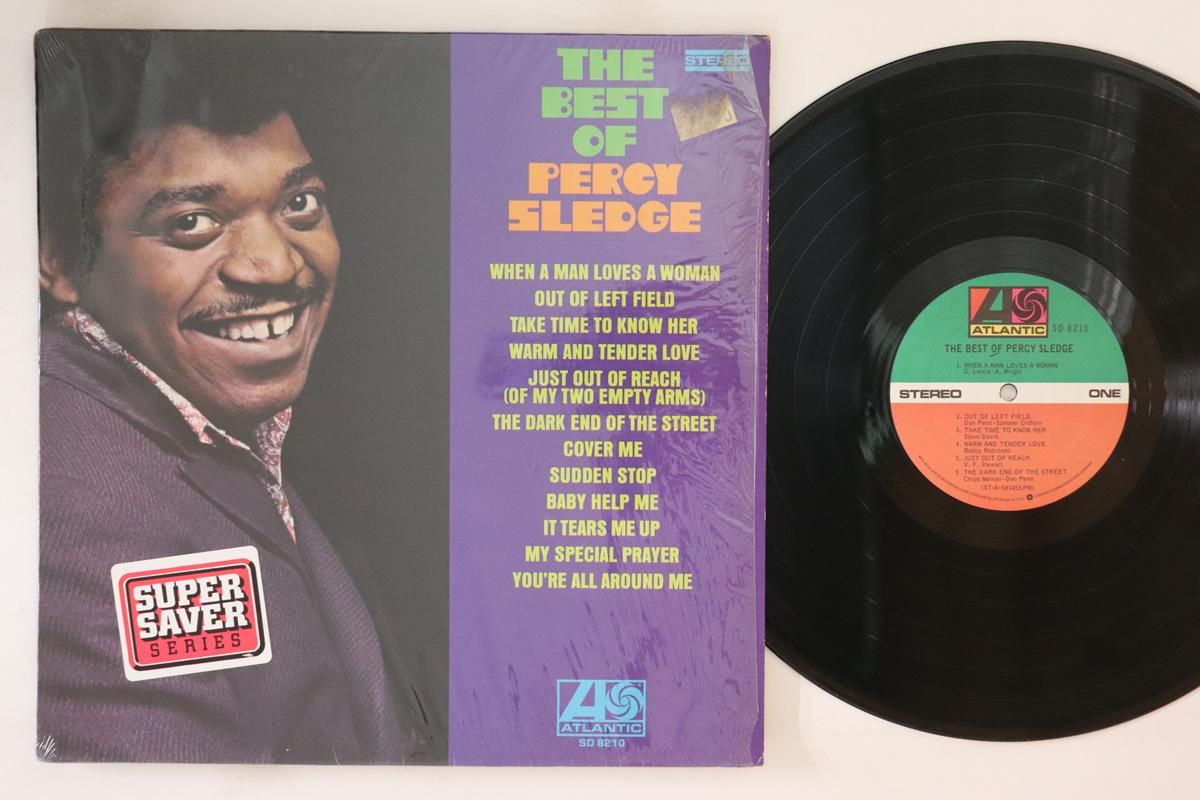 THE
BEST
OF
PERCY
SLEDGE
STEREO
WHEN A MAN LOVES A WOMAN
OUT OF LEFT FIELD
TAKE TIME TO KNOW HER
WARM AND TENDER LOVE
JUST OUT OF REACH
(OF MY TWO EMPTY ARMS)
THE DARK END OF THE STREET
COVER ME
SUDDEN STOP
BABY HELP ME
IT TEARS ME UP
MY SPECIAL PRAYER
YOU'RE ALL AROUND ME
SUPER
SAVER
SERIES
ATLANTIC
SD 8210
ATLANTIC
SD 8210
THE BEST OF PERCY SLEDGE
1. WHEN A MAN LOVES A WOMAN
C. Lewis-A. Wright
STEREO ONE
2. OUT OF LEFT FIELD
Dan Penn-Spooner Oldham
3. TAKE TIME TO KNOW HER
Steve Davis
4. WARM AND TENDER LOVE
Bobby Robinson
5. JUST OUT OF REACH
V. F. Stewart
6. THE DARK END OF THE STREET
Chips Moman-Dan Penn
(ST-A-681455 PR)